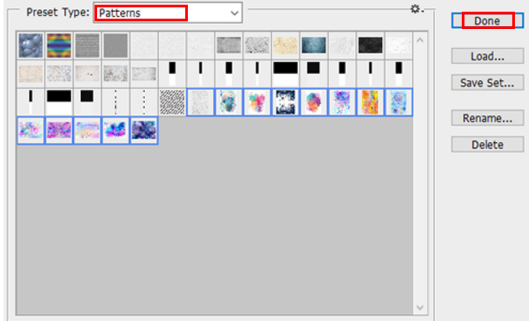 Preset Type: Patterns
Done
Load...
Save Set...
Rename...
Delete